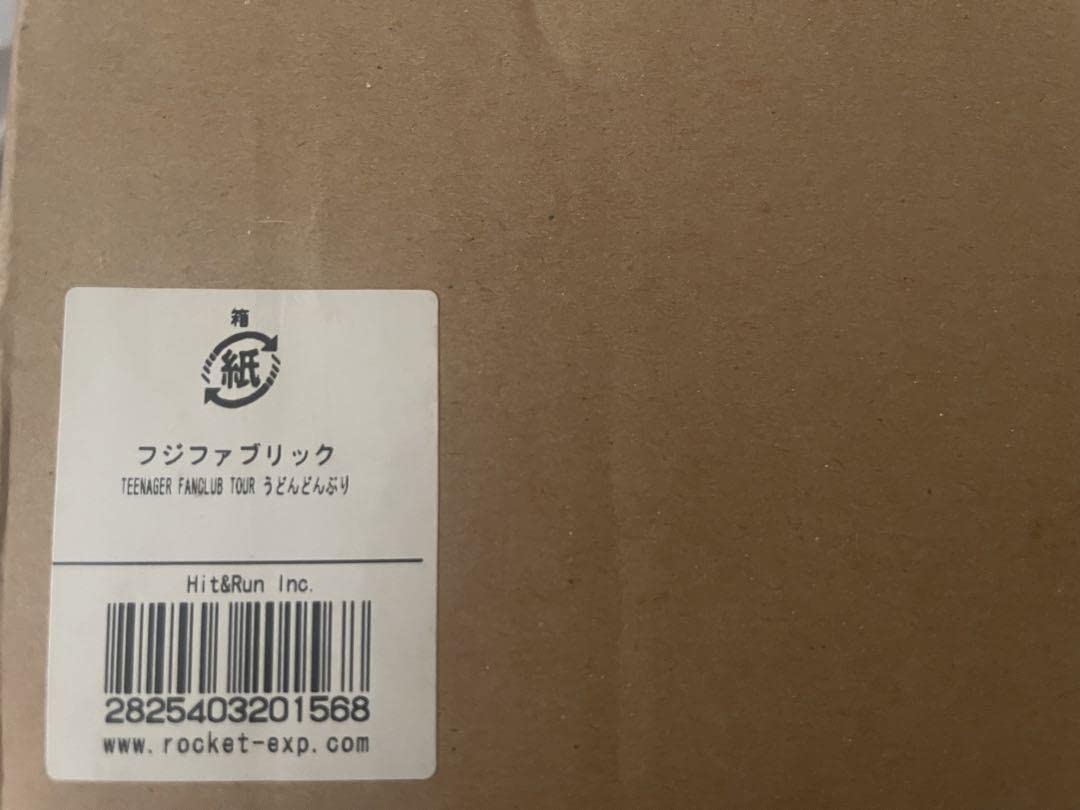 箱
紙
フジファブリック
TEENAGER FANCLUB TOUR うどんどんぶり
Hit&Run Inc.
2825403201568
www.rocket-exp.com